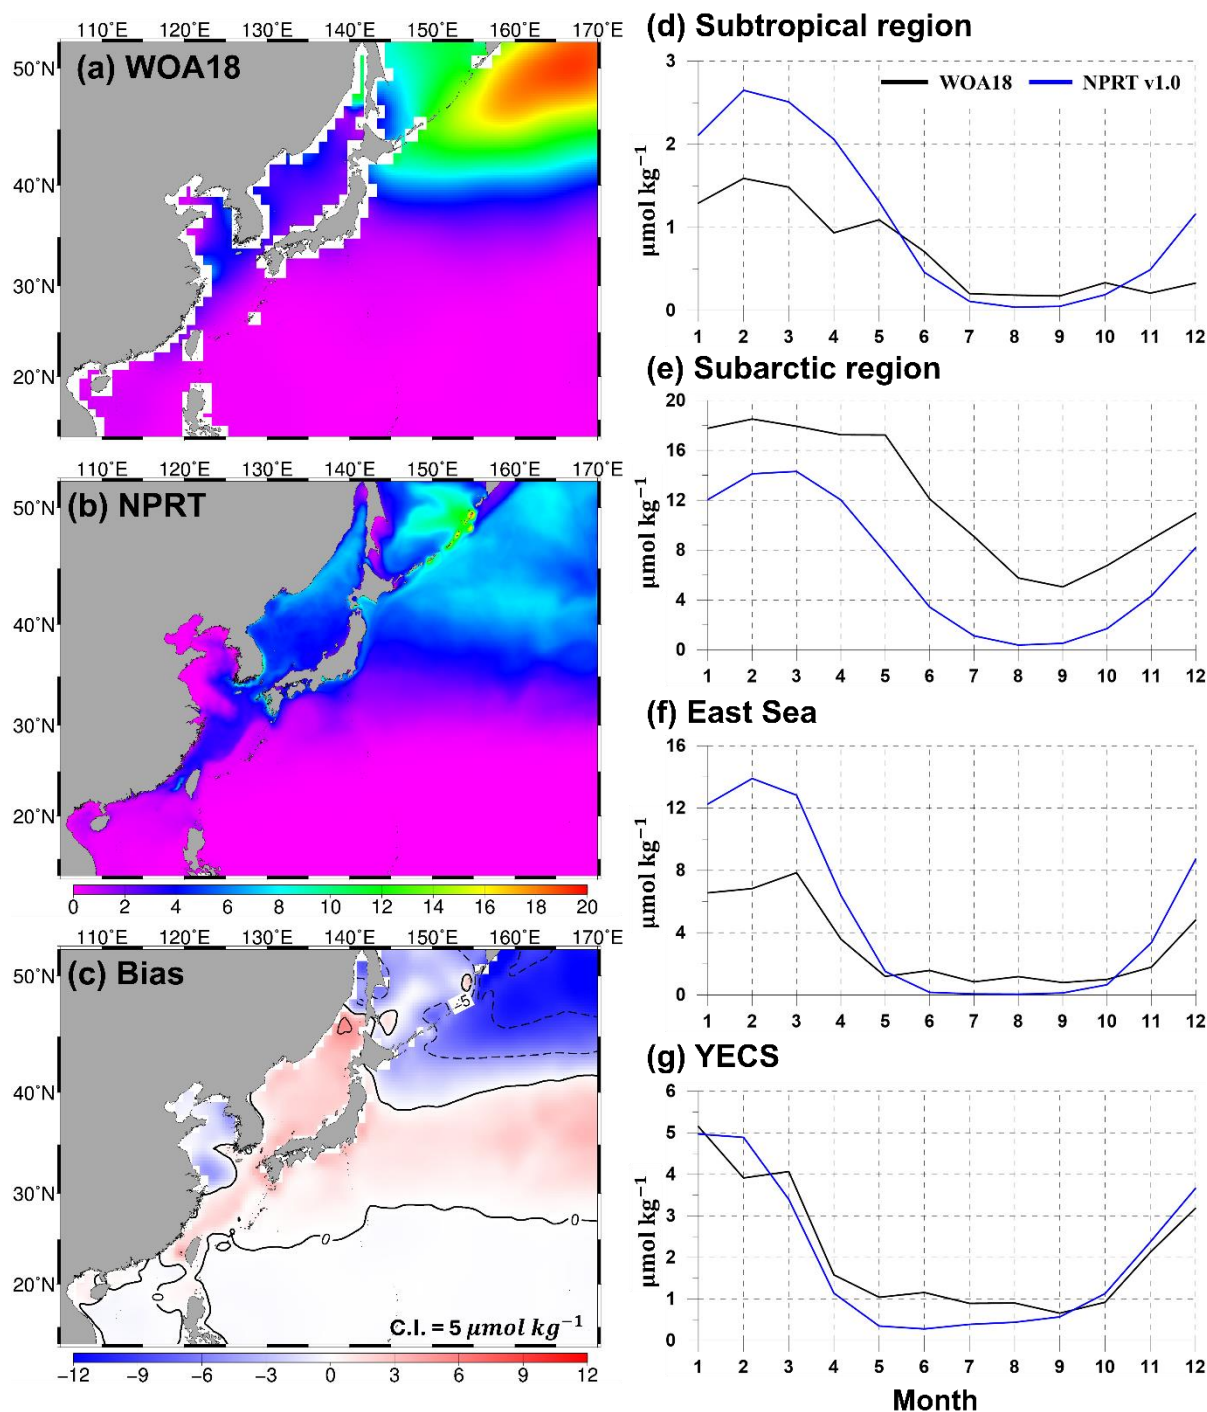 110°E 120°E 130°E 140°E 150°E 160°E 170°E
(a) WOA18
50°N
40°N
30°N
20°N
110°E 120°E 130°E 140°E 150°E 160°E 170°E
(b) NPRT
50°N
40°N
30°N
20°N
0 2 4 6 8 10 12 14 16 18 20
110°E 120°E 130°E 140°E 150°E 160°E 170°E
(c) Bias
50°N
40°N
30°N
20°N
−5
0
0
C.I. = 5 μmol kg⁻¹
−12 −9 −6 −3 0 3 6 9 12
(d) Subtropical region
WOA18 NPRT v1.0
μmol kg⁻¹
3
2
1
0
1 2 3 4 5 6 7 8 9 10 11 12
(e) Subarctic region
μmol kg⁻¹
20
16
12
8
4
0
1 2 3 4 5 6 7 8 9 10 11 12
(f) East Sea
μmol kg⁻¹
16
12
8
4
0
1 2 3 4 5 6 7 8 9 10 11 12
(g) YECS
μmol kg⁻¹
6
5
4
3
2
1
0
1 2 3 4 5 6 7 8 9 10 11 12
Month